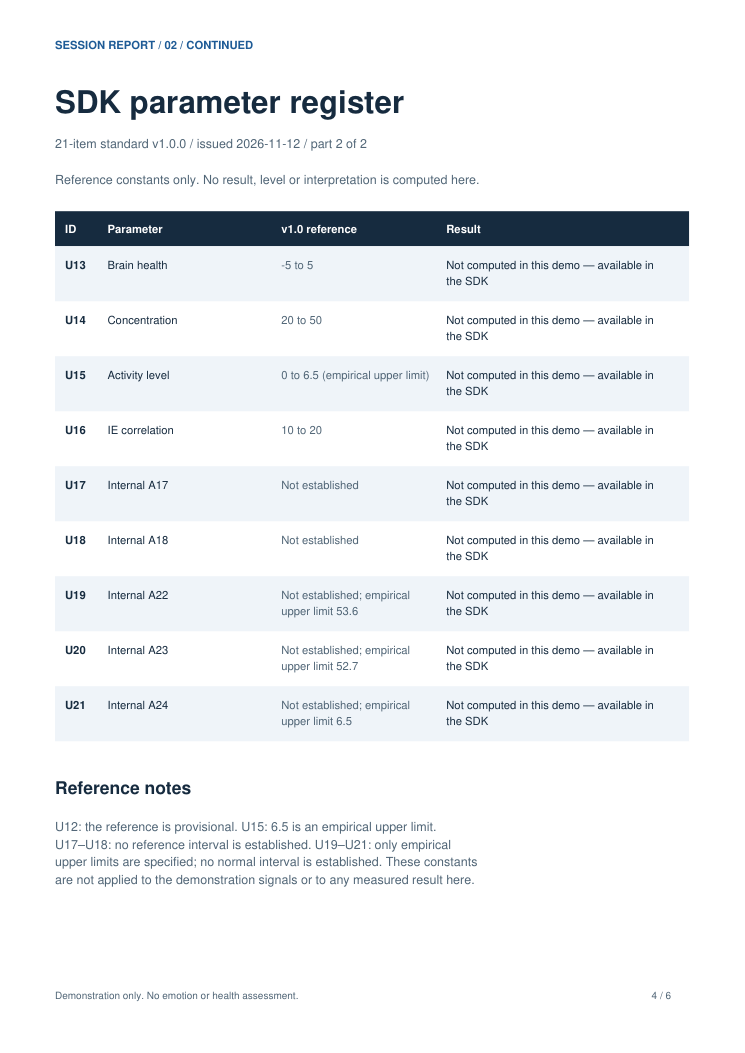 SESSION REPORT / 02 / CONTINUED
SDK parameter register
21-item standard v1.0.0 / issued 2026-11-12 / part 2 of 2
Reference constants only. No result, level or interpretation is computed here.
ID Parameter v1.0 reference Result
U13 Brain health -5 to 5 Not computed in this demo — available in
the SDK
U14 Concentration 20 to 50 Not computed in this demo — available in
the SDK
U15 Activity level 0 to 6.5 (empirical upper limit) Not computed in this demo — available in
the SDK
U16 IE correlation 10 to 20 Not computed in this demo — available in
the SDK
U17 Internal A17 Not established Not computed in this demo — available in
the SDK
U18 Internal A18 Not established Not computed in this demo — available in
the SDK
U19 Internal A22 Not established; empirical Not computed in this demo — available in
upper limit 53.6 the SDK
U20 Internal A23 Not established; empirical Not computed in this demo — available in
upper limit 52.7 the SDK
U21 Internal A24 Not established; empirical Not computed in this demo — available in
upper limit 6.5 the SDK
Reference notes
U12: the reference is provisional. U15: 6.5 is an empirical upper limit.
U17–U18: no reference interval is established. U19–U21: only empirical
upper limits are specified; no normal interval is established. These constants
are not applied to the demonstration signals or to any measured result here.
Demonstration only. No emotion or health assessment. 4 / 6